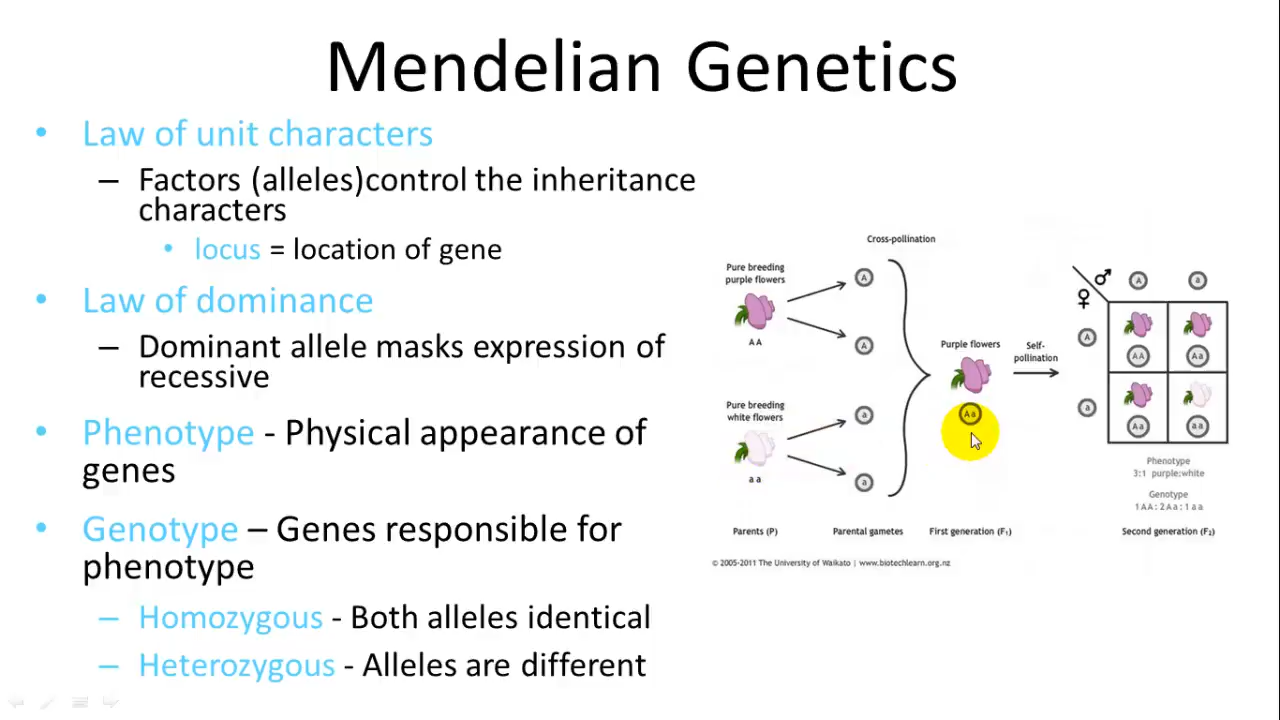 Mendelian Genetics
• Law of unit characters
– Factors (alleles)control the inheritance
characters
• locus = location of gene
• Law of dominance
– Dominant allele masks expression of
recessive
• Phenotype - Physical appearance of
genes
• Genotype – Genes responsible for
phenotype
– Homozygous - Both alleles identical
– Heterozygous - Alleles are different
Cross-pollination
Pure breeding
purple flowers
A A
A
A
Pure breeding
white flowers
a a
a
a
Purple flowers
Aa
Self-
pollination
♂
♀
A
a
A
a
AA
Aa
Aa
aa
Phenotype
3:1 purple:white
Genotype
1AA:2Aa:1aa
Parents (P)
Parental gametes
First generation (F₁)
Second generation (F₂)
© 2005-2011 The University of Waikato | www.biotechlearn.org.nz